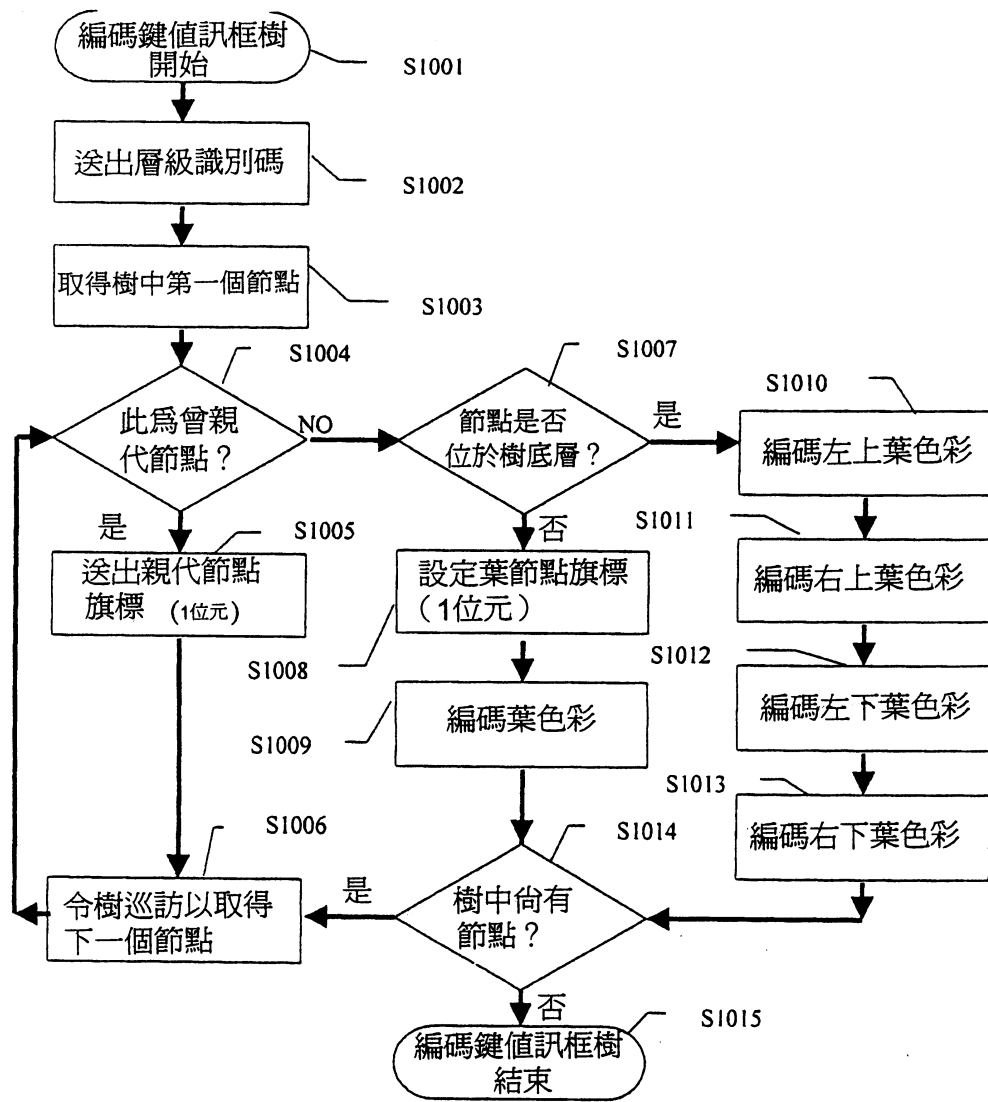 編碼鍵值訊框樹
開始
S1001
送出層級識別碼
S1002
取得樹中第一個節點
S1003
此爲曾親
代節點？
S1004
NO
是
送出親代節點
旗標 (1位元)
S1005
令樹巡訪以取得
下一個節點
S1006
節點是否
位於樹底層？
S1007
是
否
設定葉節點旗標
（1位元）
S1008
編碼葉色彩
S1009
編碼左上葉色彩
S1010
編碼右上葉色彩
S1011
編碼左下葉色彩
S1012
編碼右下葉色彩
S1013
樹中尙有
節點？
S1014
是
否
編碼鍵值訊框樹
結束
S1015